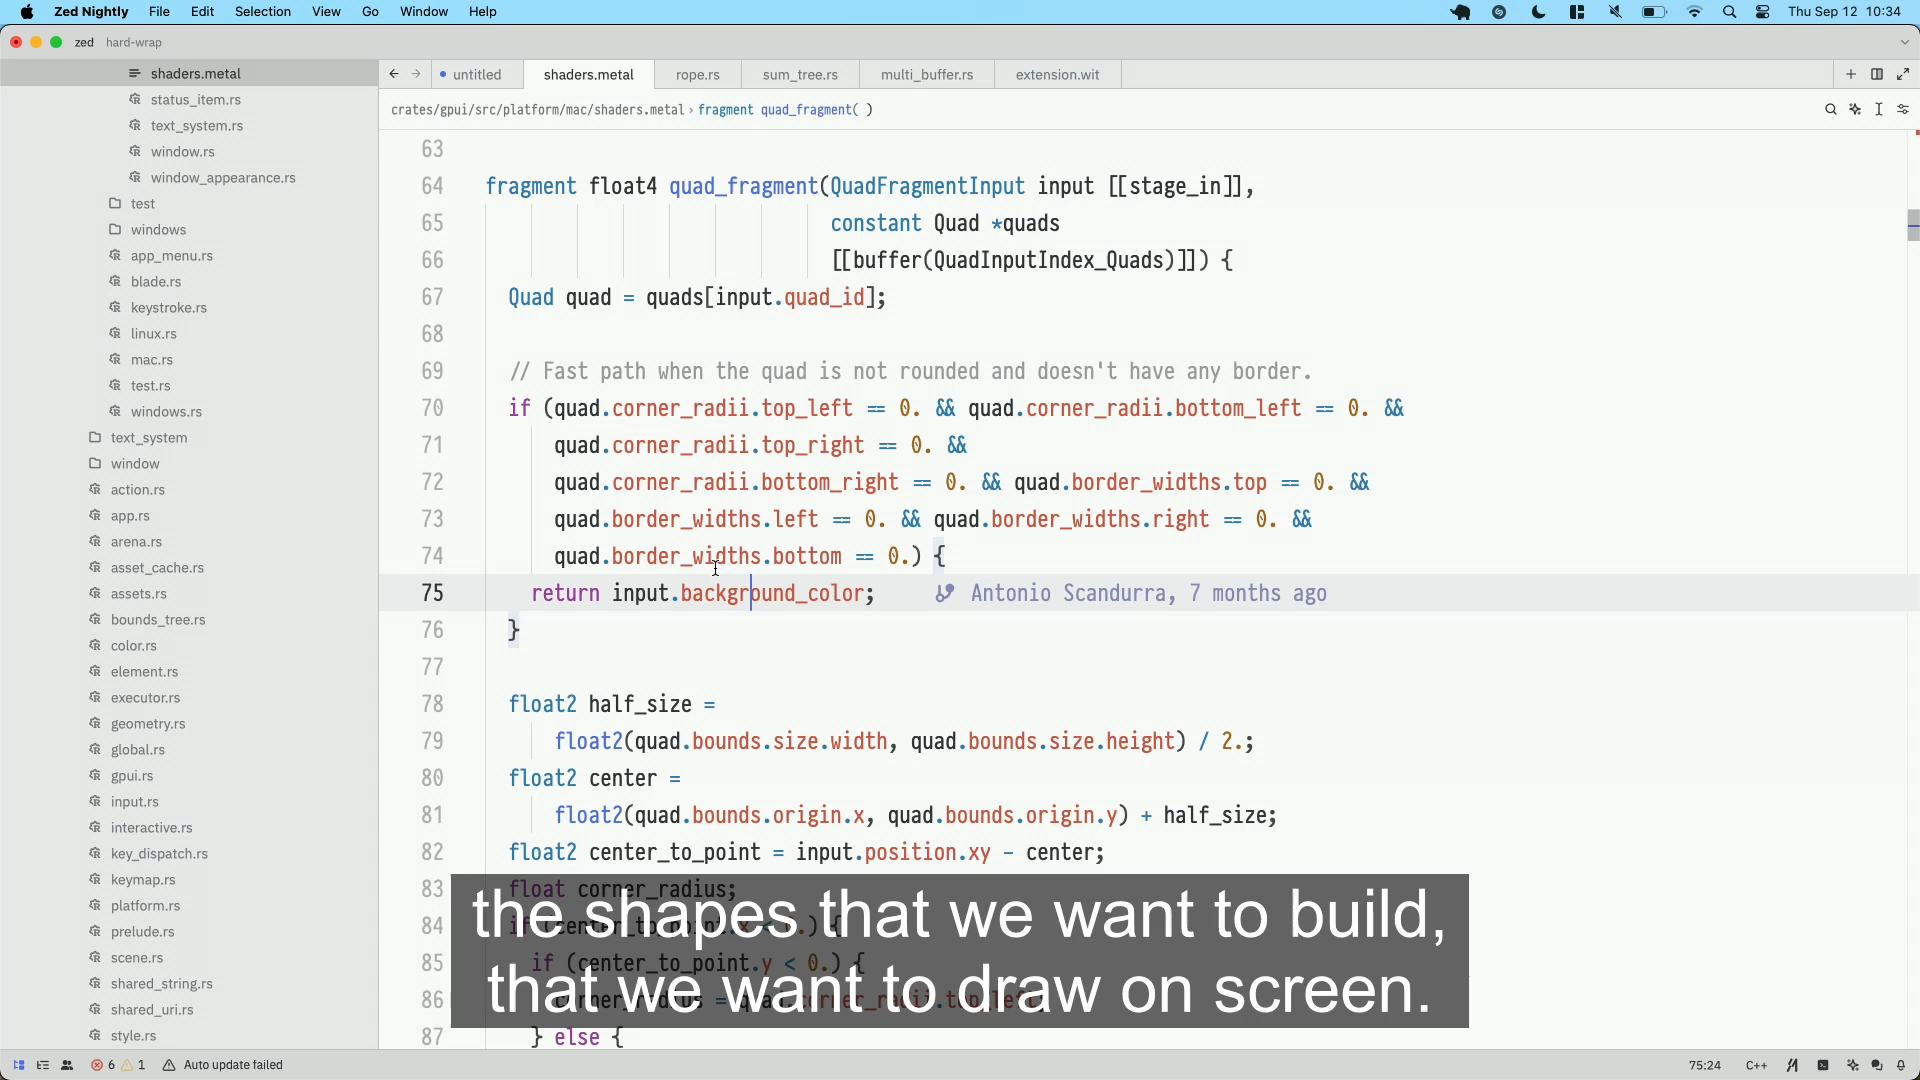 Zed Nightly File Edit Selection View Go Window Help Thu Sep 12 10:34
zed hard-wrap
shaders.metal
status_item.rs
text_system.rs
window.rs
window_appearance.rs
test
windows
app_menu.rs
blade.rs
keystroke.rs
linux.rs
mac.rs
test.rs
windows.rs
text_system
window
action.rs
app.rs
arena.rs
asset_cache.rs
assets.rs
bounds_tree.rs
color.rs
element.rs
executor.rs
geometry.rs
global.rs
gpui.rs
input.rs
interactive.rs
key_dispatch.rs
keymap.rs
platform.rs
prelude.rs
scene.rs
shared_string.rs
shared_uri.rs
style.rs
untitled shaders.metal rope.rs sum_tree.rs multi_buffer.rs extension.wit
crates/gpui/src/platform/mac/shaders.metal › fragment quad_fragment( )
63
64 fragment float4 quad_fragment(QuadFragmentInput input [[stage_in]],
65 constant Quad *quads
66 [[buffer(QuadInputIndex_Quads)]]) {
67 Quad quad = quads[input.quad_id];
68
69 // Fast path when the quad is not rounded and doesn't have any border.
70 if (quad.corner_radii.top_left == 0. && quad.corner_radii.bottom_left == 0. &&
71 quad.corner_radii.top_right == 0. &&
72 quad.corner_radii.bottom_right == 0. && quad.border_widths.top == 0. &&
73 quad.border_widths.left == 0. && quad.border_widths.right == 0. &&
74 quad.border_widths.bottom == 0.) {
75 return input.background_color; Antonio Scandurra, 7 months ago
76 }
77
78 float2 half_size =
79 float2(quad.bounds.size.width, quad.bounds.size.height) / 2.;
80 float2 center =
81 float2(quad.bounds.origin.x, quad.bounds.origin.y) + half_size;
82 float2 center_to_point = input.position.xy - center;
83 float corner_radius;
84 if (center_to_point.x < 0.) {
85 if (center_to_point.y < 0.) {
86 corner_radius = quad.corner_radii.top_left;
87 } else {
the shapes that we want to build,
that we want to draw on screen.
6 1 Auto update failed 75:24 C++